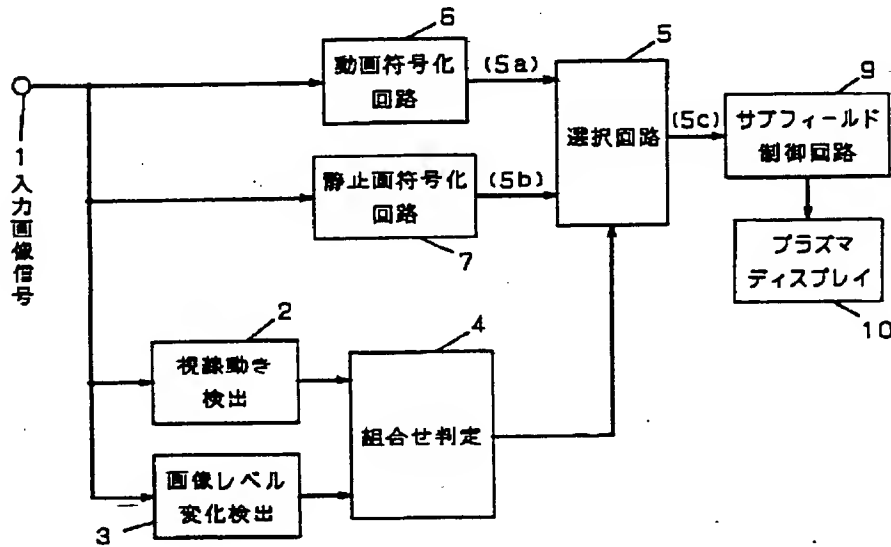 6
動画符号化
回路
(5a)
5
選択回路
(5c)
9
サブフィールド
制御回路
1入力画像信号
静止画符号化
回路
(5b)
7
プラズマ
ディスプレイ
10
2
視線動き
検出
4
組合せ判定
画像レベル
変化検出
3